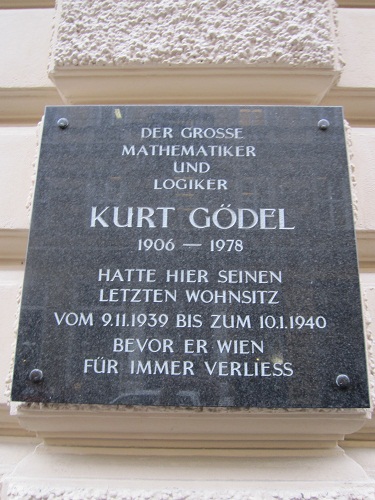 DER GROSSE
MATHEMATIKER
UND
LOGIKER
KURT GÖDEL
1906 — 1978
HATTE HIER SEINEN
LETZTEN WOHNSITZ
VOM 9.11.1939 BIS ZUM 10.1.1940
BEVOR ER WIEN
FÜR IMMER VERLIESS